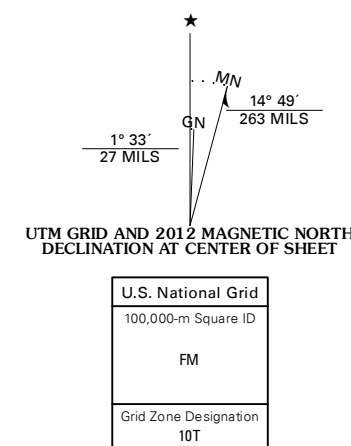 ★
MN
GN
14° 49´
263 MILS
1° 33´
27 MILS
UTM GRID AND 2012 MAGNETIC NORTH
DECLINATION AT CENTER OF SHEET
U.S. National Grid
100,000-m Square ID
FM
Grid Zone Designation
10T